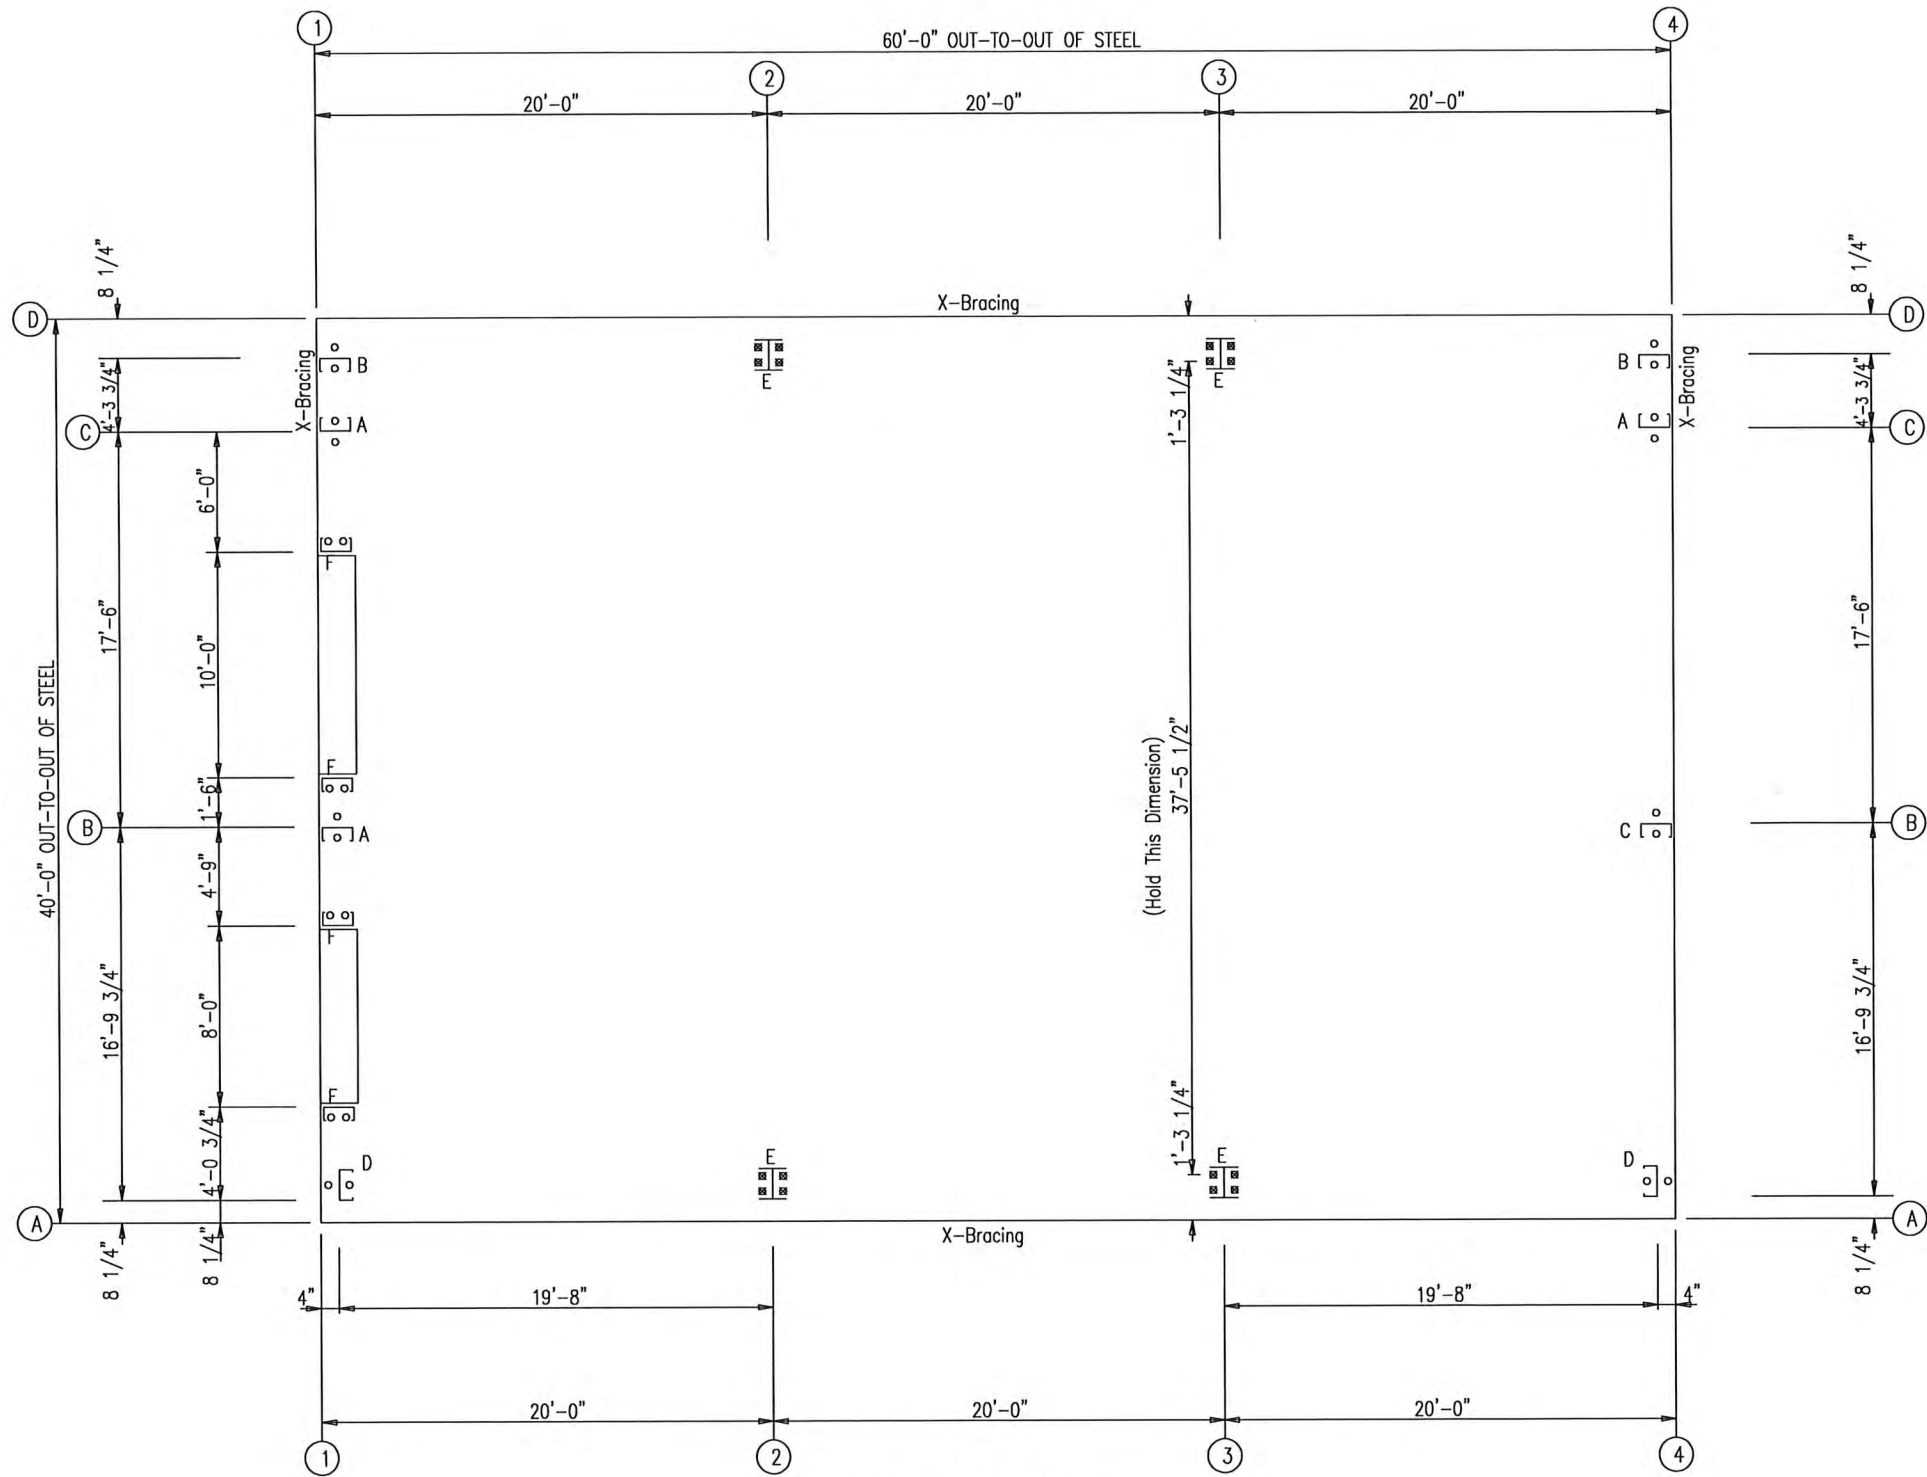 1
4
60'-0" OUT-TO-OUT OF STEEL
2
3
20'-0"
20'-0"
20'-0"
8 1/4"
8 1/4"
D
X-Bracing
D
4'-3 3/4"
X-Bracing
B
E
1'-3 1/4"
E
B
X-Bracing
4'-3 3/4"
C
A
A
C
6'-0"
F
17'-6"
10'-0"
17'-6"
40'-0" OUT-TO-OUT OF STEEL
(Hold This Dimension)
37'-5 1/2"
F
1'-6"
B
A
C
B
4'-9"
F
16'-9 3/4"
8'-0"
16'-9 3/4"
F
4'-0 3/4"
1'-3 1/4"
D
E
E
D
A
X-Bracing
A
8 1/4"
8 1/4"
8 1/4"
4"
19'-8"
19'-8"
4"
20'-0"
20'-0"
20'-0"
1
2
3
4